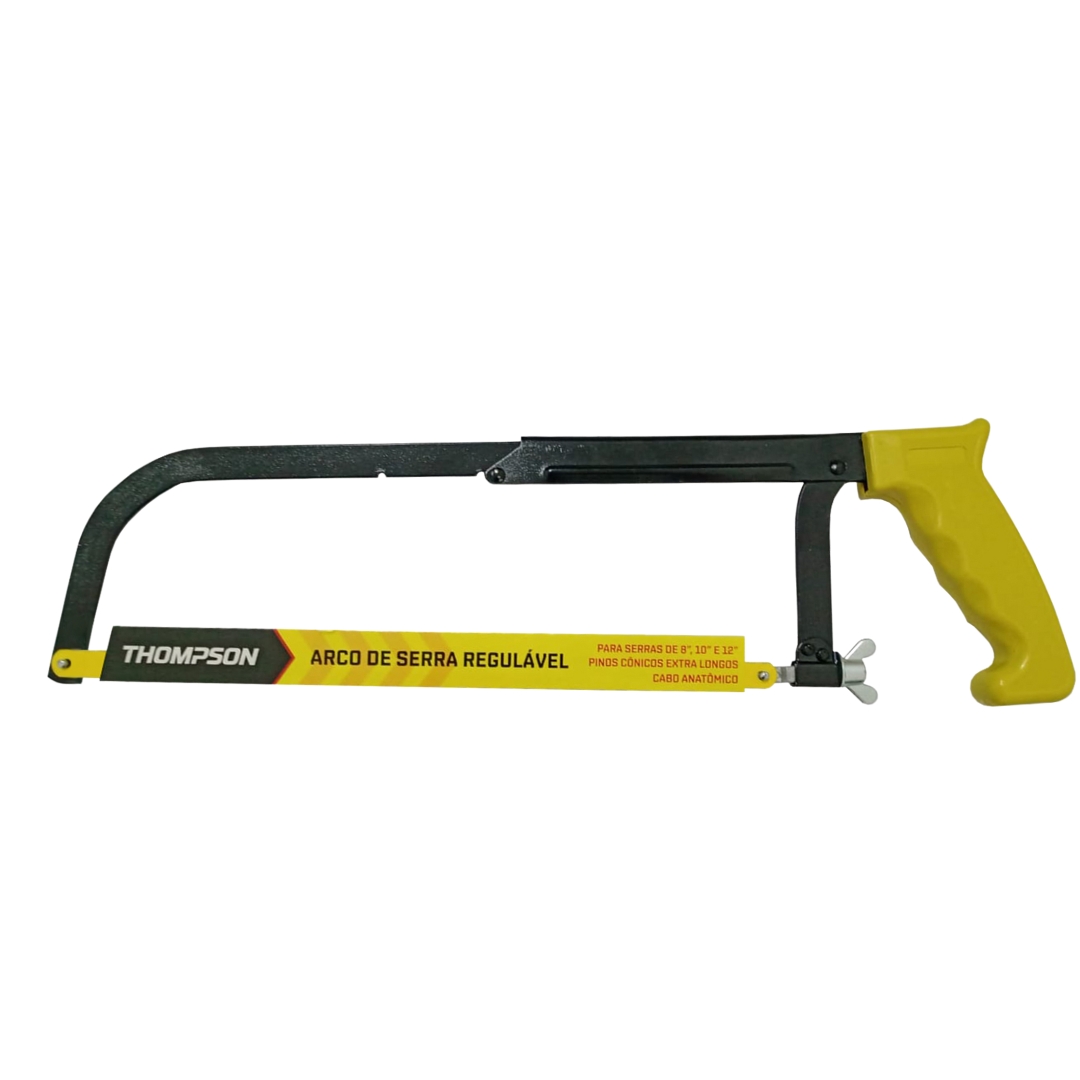 THOMPSON
ARCO DE SERRA REGULÁVEL
PARA SERRAS DE 8", 10" E 12"
PINOS CÔNICOS EXTRA LONGOS
CABO ANATÔMICO